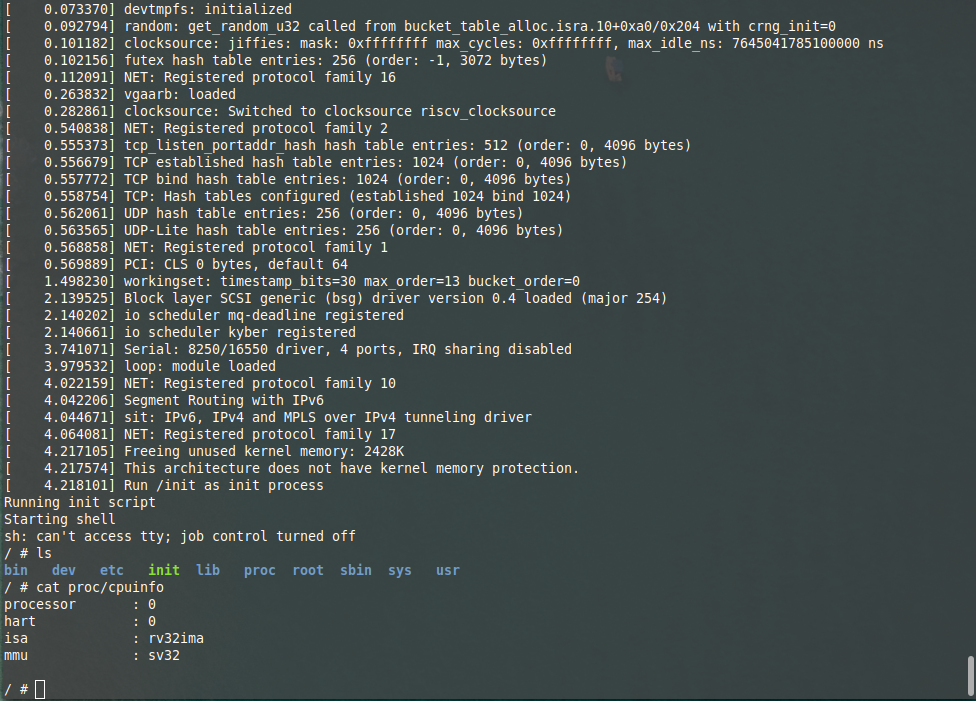 [    0.073370] devtmpfs: initialized
[    0.092794] random: get_random_u32 called from bucket_table_alloc.isra.10+0xa0/0x204 with crng_init=0
[    0.101182] clocksource: jiffies: mask: 0xffffffff max_cycles: 0xffffffff, max_idle_ns: 7645041785100000 ns
[    0.102156] futex hash table entries: 256 (order: -1, 3072 bytes)
[    0.112091] NET: Registered protocol family 16
[    0.263832] vgaarb: loaded
[    0.282861] clocksource: Switched to clocksource riscv_clocksource
[    0.540838] NET: Registered protocol family 2
[    0.555373] tcp_listen_portaddr_hash hash table entries: 512 (order: 0, 4096 bytes)
[    0.556679] TCP established hash table entries: 1024 (order: 0, 4096 bytes)
[    0.557772] TCP bind hash table entries: 1024 (order: 0, 4096 bytes)
[    0.558754] TCP: Hash tables configured (established 1024 bind 1024)
[    0.562061] UDP hash table entries: 256 (order: 0, 4096 bytes)
[    0.563565] UDP-Lite hash table entries: 256 (order: 0, 4096 bytes)
[    0.568858] NET: Registered protocol family 1
[    0.569889] PCI: CLS 0 bytes, default 64
[    1.498230] workingset: timestamp_bits=30 max_order=13 bucket_order=0
[    2.139525] Block layer SCSI generic (bsg) driver version 0.4 loaded (major 254)
[    2.140202] io scheduler mq-deadline registered
[    2.140661] io scheduler kyber registered
[    3.741071] Serial: 8250/16550 driver, 4 ports, IRQ sharing disabled
[    3.979532] loop: module loaded
[    4.022159] NET: Registered protocol family 10
[    4.042206] Segment Routing with IPv6
[    4.044671] sit: IPv6, IPv4 and MPLS over IPv4 tunneling driver
[    4.064081] NET: Registered protocol family 17
[    4.217105] Freeing unused kernel memory: 2428K
[    4.217574] This architecture does not have kernel memory protection.
[    4.218101] Run /init as init process
Running init script
Starting shell
sh: can't access tty; job control turned off
/ # ls
bin   dev   etc   init  lib   proc  root  sbin  sys   usr
/ # cat proc/cpuinfo
processor       : 0
hart            : 0
isa             : rv32ima
mmu             : sv32
/ #